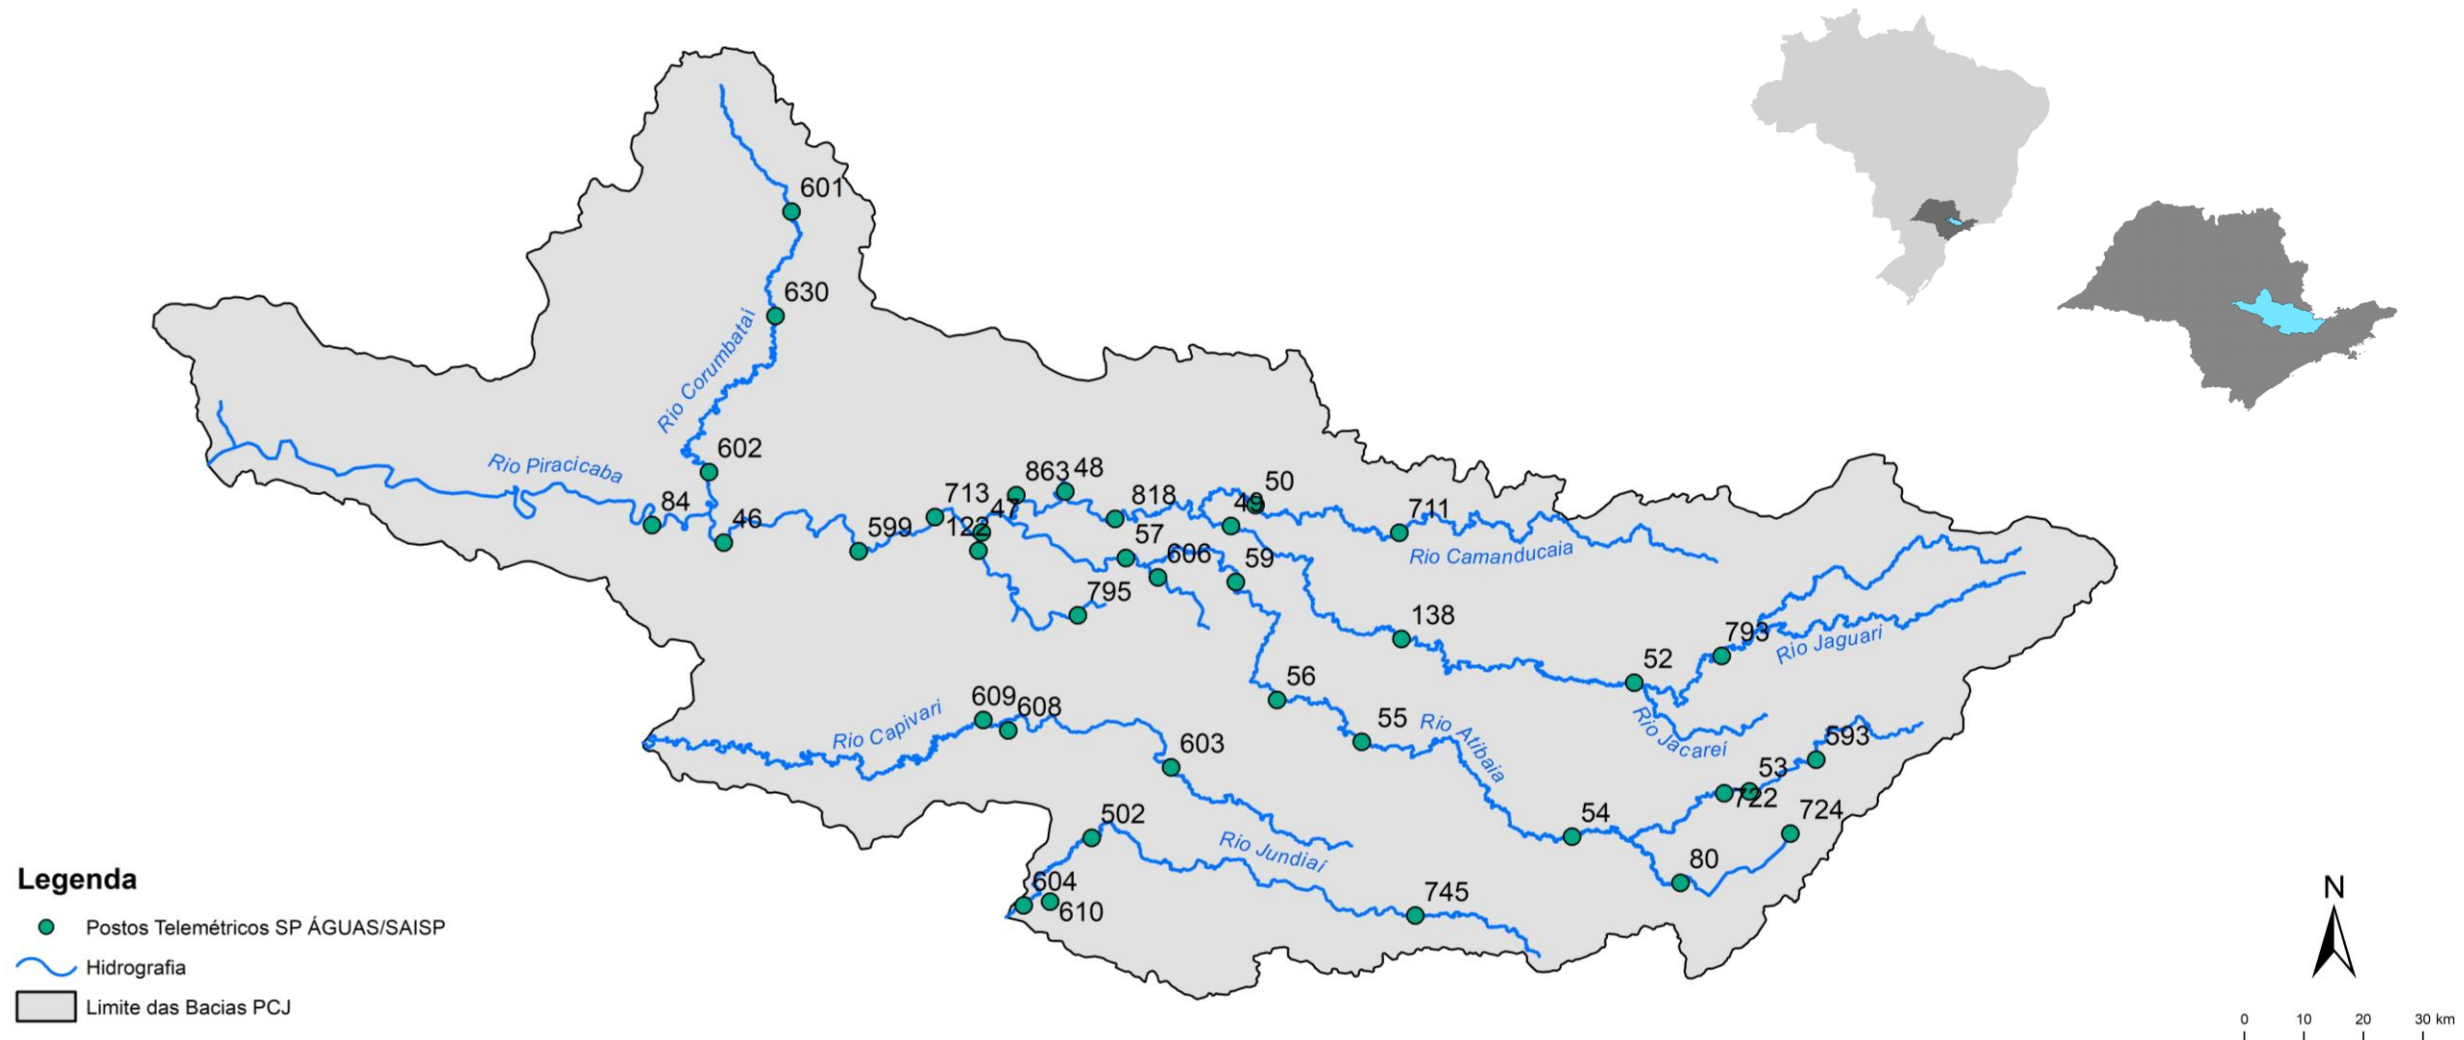 601
630
Rio Corumbataí
602
Rio Piracicaba
84
46
599
713
122
47
863
48
818
57
606
795
49
50
59
711
Rio Camanducaia
138
52
793
Rio Jaguari
Rio Jacareí
56
55
Rio Atibaia
593
53
722
724
54
80
609
608
Rio Capivari
603
502
Rio Jundiaí
604
610
745
Legenda
Postos Telemétricos SP ÁGUAS/SAISP
Hidrografia
Limite das Bacias PCJ
N
0 10 20 30 km